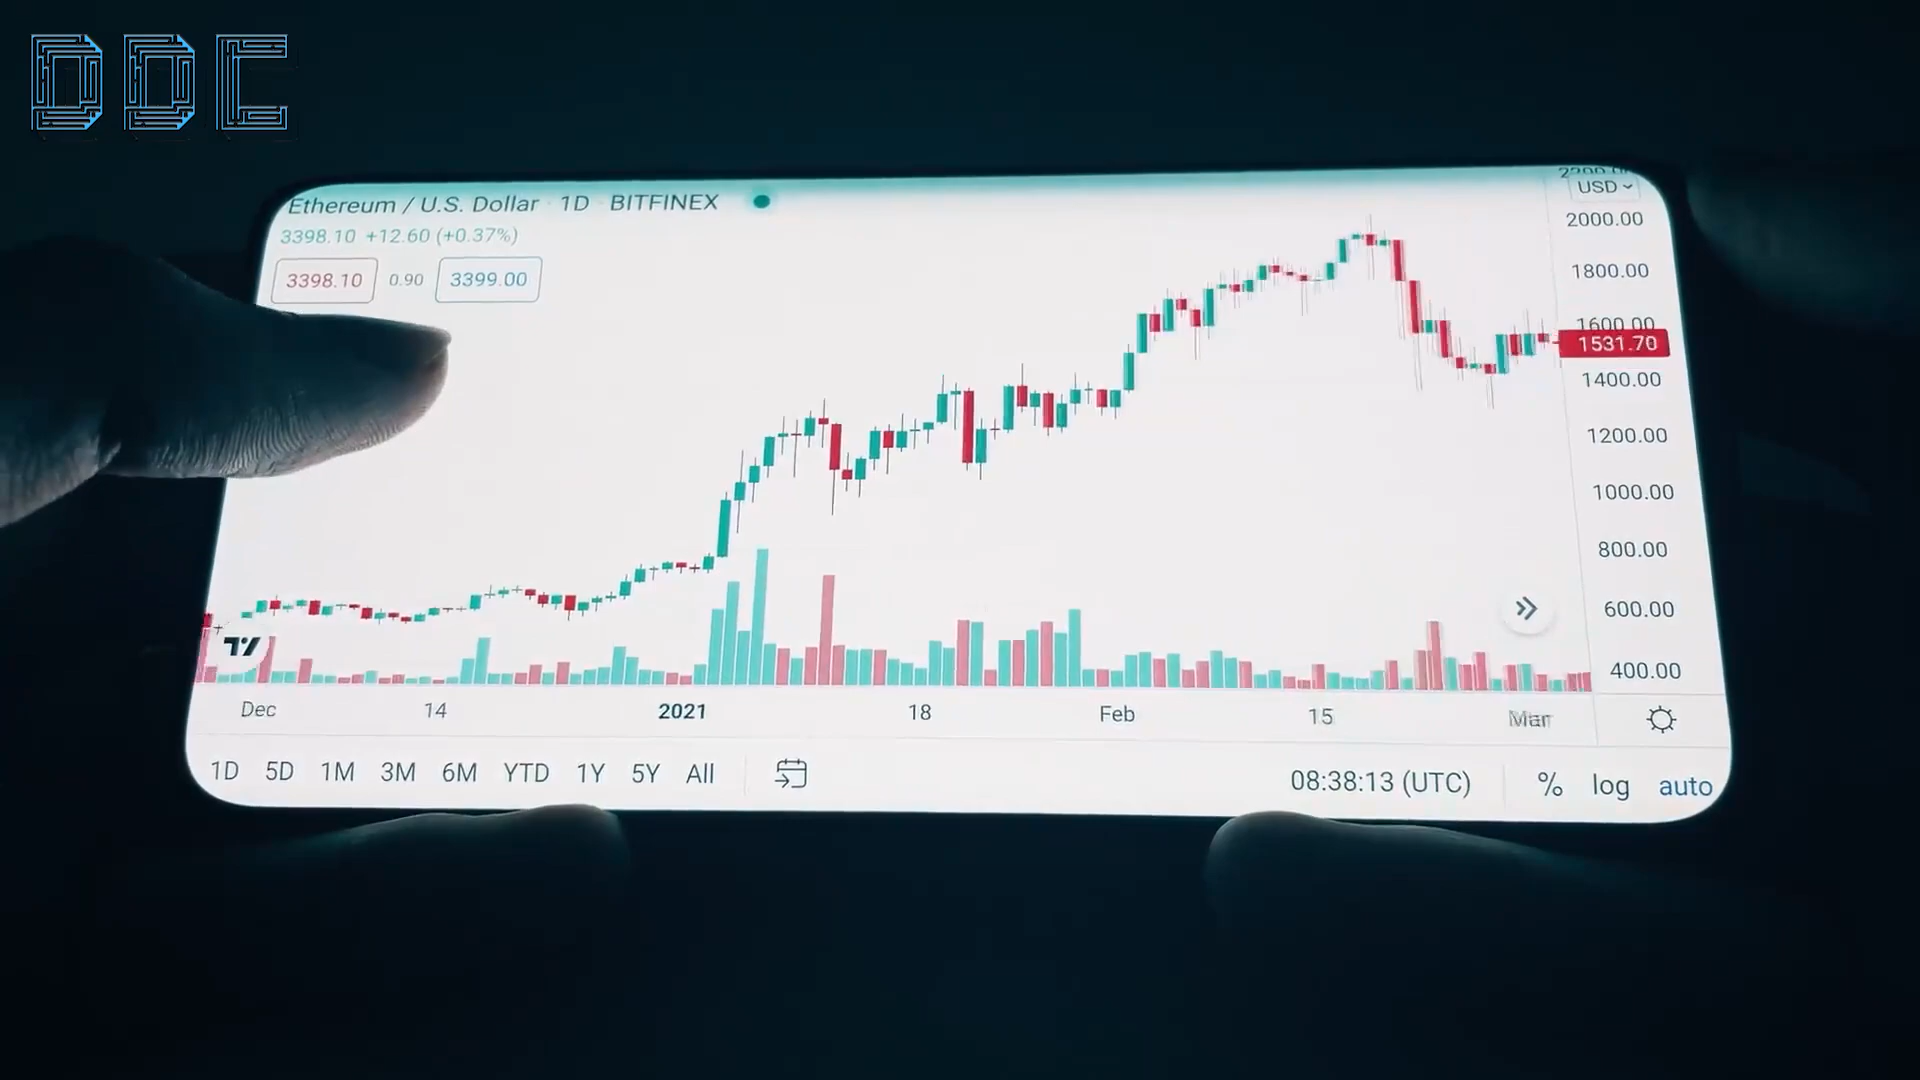 DDC
Ethereum / U.S. Dollar · 1D · BITFINEX
3398.10 +12.60 (+0.37%)
3398.10 0.90 3399.00
USD
2000.00
1800.00
1600.00
1531.70
1400.00
1200.00
1000.00
800.00
600.00
400.00
Dec 14 2021 18 Feb 15 Mar
1D 5D 1M 3M 6M YTD 1Y 5Y All 08:38:13 (UTC) % log auto